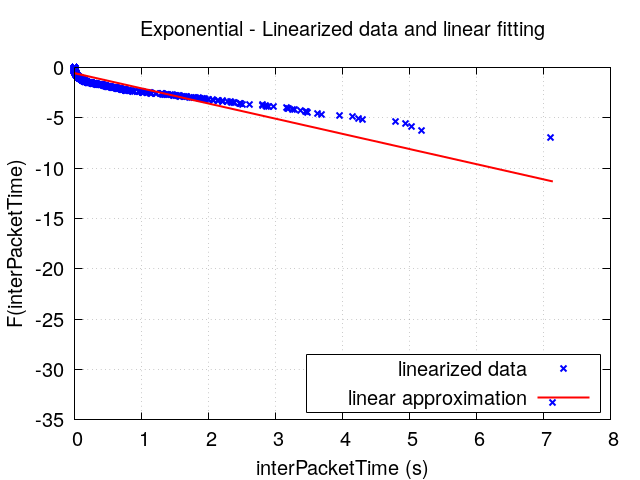 Exponential - Linearized data and linear fitting
0
-5
-10
-15
-20
-25
-30
-35
F(interPacketTime)
linearized data
linear approximation
0 1 2 3 4 5 6 7 8
interPacketTime (s)